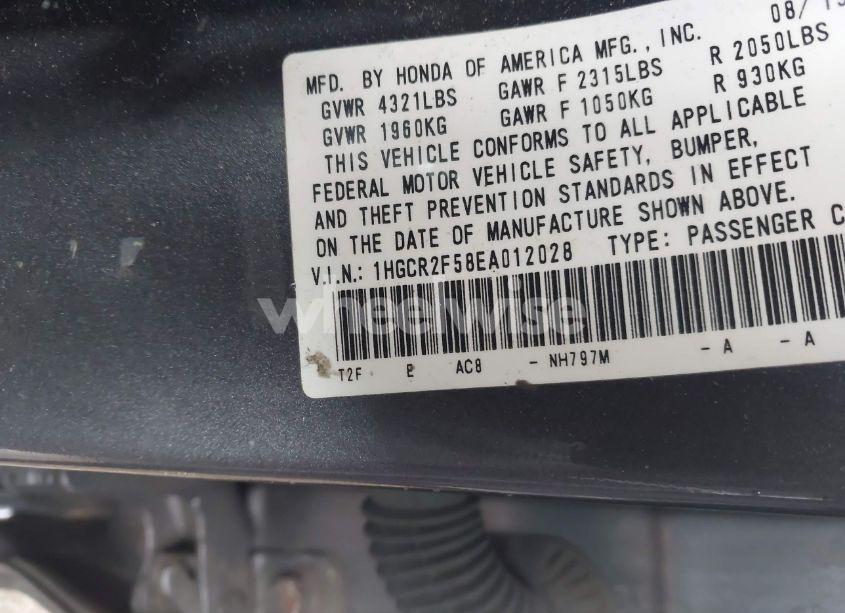 08/13
MFD. BY HONDA OF AMERICA MFG., INC.
GVWR 4321LBS GAWR F 2315LBS R 2050LBS
GVWR 1960KG GAWR F 1050KG R 930KG
THIS VEHICLE CONFORMS TO ALL APPLICABLE
FEDERAL MOTOR VEHICLE SAFETY, BUMPER,
AND THEFT PREVENTION STANDARDS IN EFFECT
ON THE DATE OF MANUFACTURE SHOWN ABOVE.
V.I.N.: 1HGCR2F58EA012028 TYPE: PASSENGER C
wheelwise
T2F E AC8 - NH797M - A - A